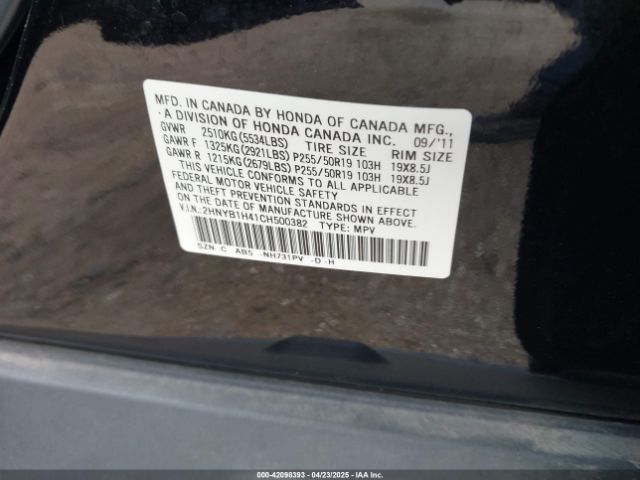 MFD. IN CANADA BY HONDA OF CANADA MFG.,
A DIVISION OF HONDA CANADA INC. 09/'11
GVWR 2510KG(5534LBS) TIRE SIZE RIM SIZE
GAWR F 1325KG(2921LBS) P255/50R19 103H 19X8.5J
GAWR R 1215KG(2679LBS) P255/50R19 103H 19X8.5J
THIS VEHICLE CONFORMS TO ALL APPLICABLE
FEDERAL MOTOR VEHICLE SAFETY
AND THEFT PREVENTION STANDARDS IN EFFECT
ON THE DATE OF MANUFACTURE SHOWN ABOVE.
V.I.N.:2HNYB1H41CH500382 TYPE: MPV
SZN C AB5 -NH731PV -D -H
000-42098393 - 04/23/2025 - IAA Inc.